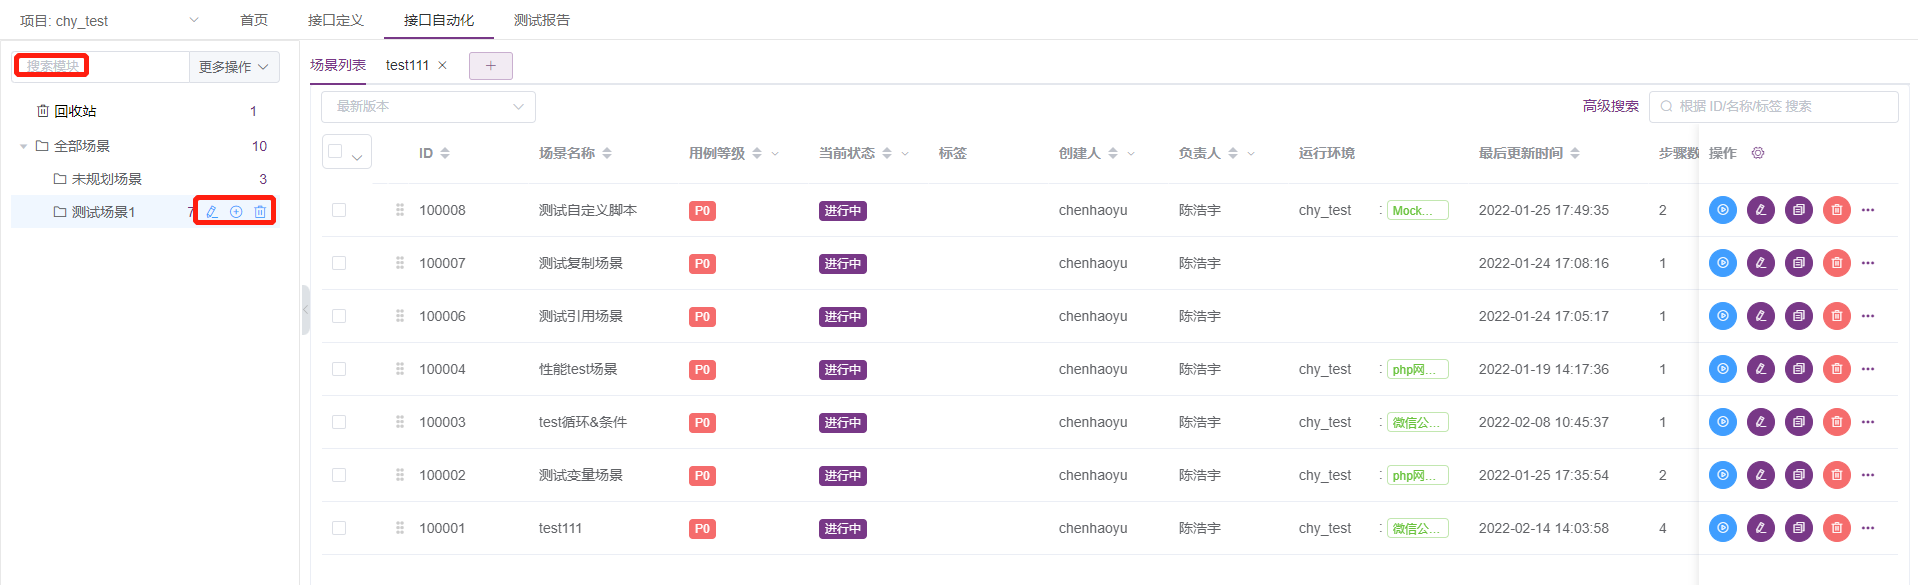 项目: chy_test 首页 接口定义 接口自动化 测试报告
搜索模块 更多操作
回收站 1
全部场景 10
未规划场景 3
测试场景1 7
场景列表 test111 × +
最新版本 高级搜索 根据 ID/名称/标签 搜索
ID 场景名称 用例等级 当前状态 标签 创建人 负责人 运行环境 最后更新时间 步骤数 操作
100008 测试自定义脚本 P0 进行中 chenhaoyu 陈浩宇 chy_test : Mock... 2022-01-25 17:49:35 2
100007 测试复制场景 P0 进行中 chenhaoyu 陈浩宇 2022-01-24 17:08:16 1
100006 测试引用场景 P0 进行中 chenhaoyu 陈浩宇 2022-01-24 17:05:17 1
100004 性能test场景 P0 进行中 chenhaoyu 陈浩宇 chy_test : php网... 2022-01-19 14:17:36 1
100003 test循环&条件 P0 进行中 chenhaoyu 陈浩宇 chy_test : 微信公... 2022-02-08 10:45:37 1
100002 测试变量场景 P0 进行中 chenhaoyu 陈浩宇 chy_test : php网... 2022-01-25 17:35:54 2
100001 test111 P0 进行中 chenhaoyu 陈浩宇 chy_test : 微信公... 2022-02-14 14:03:58 4